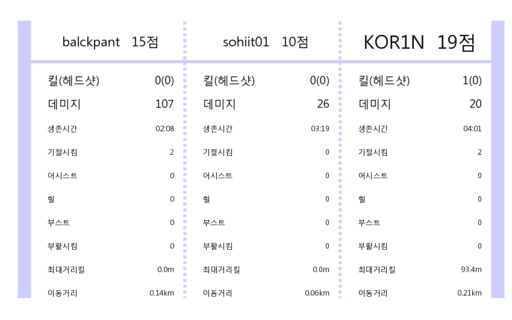 balckpant 15점 sohiit01 10점 KOR1N 19점
킬(헤드샷) 0(0) 킬(헤드샷) 0(0) 킬(헤드샷) 1(0)
데미지 107 데미지 26 데미지 20
생존시간 02:08 생존시간 03:19 생존시간 04:01
기절시킴 2 기절시킴 0 기절시킴 2
어시스트 0 어시스트 0 어시스트 0
힐 0 힐 0 힐 0
부스트 0 부스트 0 부스트 0
부활시킴 0 부활시킴 0 부활시킴 0
최대거리킬 0.0m 최대거리킬 0.0m 최대거리킬 93.4m
이동거리 0.14km 이동거리 0.06km 이동거리 0.21km